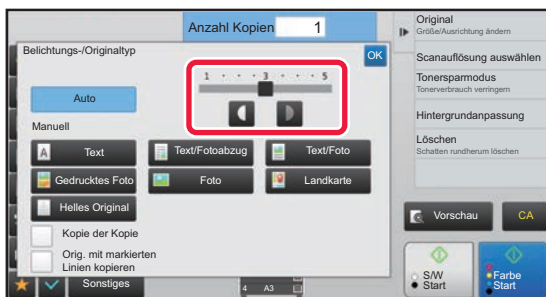 Anzahl Kopien 1
Belichtungs-/Originaltyp
OK
1 · · · 3 · · · 5
Auto
Manuell
A Text
Text/Fotoabzug
Text/Foto
Gedrucktes Foto
Foto
Landkarte
Helles Original
Kopie der Kopie
Orig. mit markierten
Linien kopieren
Sonstiges
4 A3
Original
Größe/Ausrichtung ändern
Scanauflösung auswählen
Tonersparmodus
Tonerverbrauch verringern
Hintergrundanpassung
Löschen
Schatten rundherum löschen
Vorschau
CA
S/W
Start
Farbe
Start